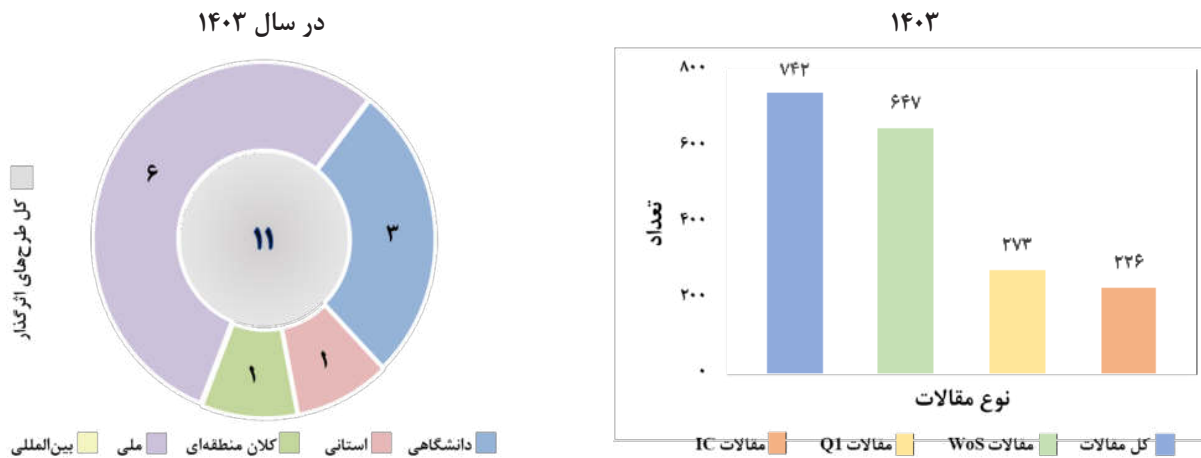 در سال ۱۴۰۳
۶
۳
۱۱
۱
۱
کل طرح‌های اثرگذار
دانشگاهی
استانی
کلان منطقه‌ای
ملی
بین‌المللی
۱۴۰۳
۸۰۰
۶۰۰
۴۰۰
۲۰۰
۰
تعداد
۷۴۲
۶۴۷
۲۷۳
۲۲۶
نوع مقالات
کل مقالات
مقالات WoS
مقالات Q1
مقالات IC